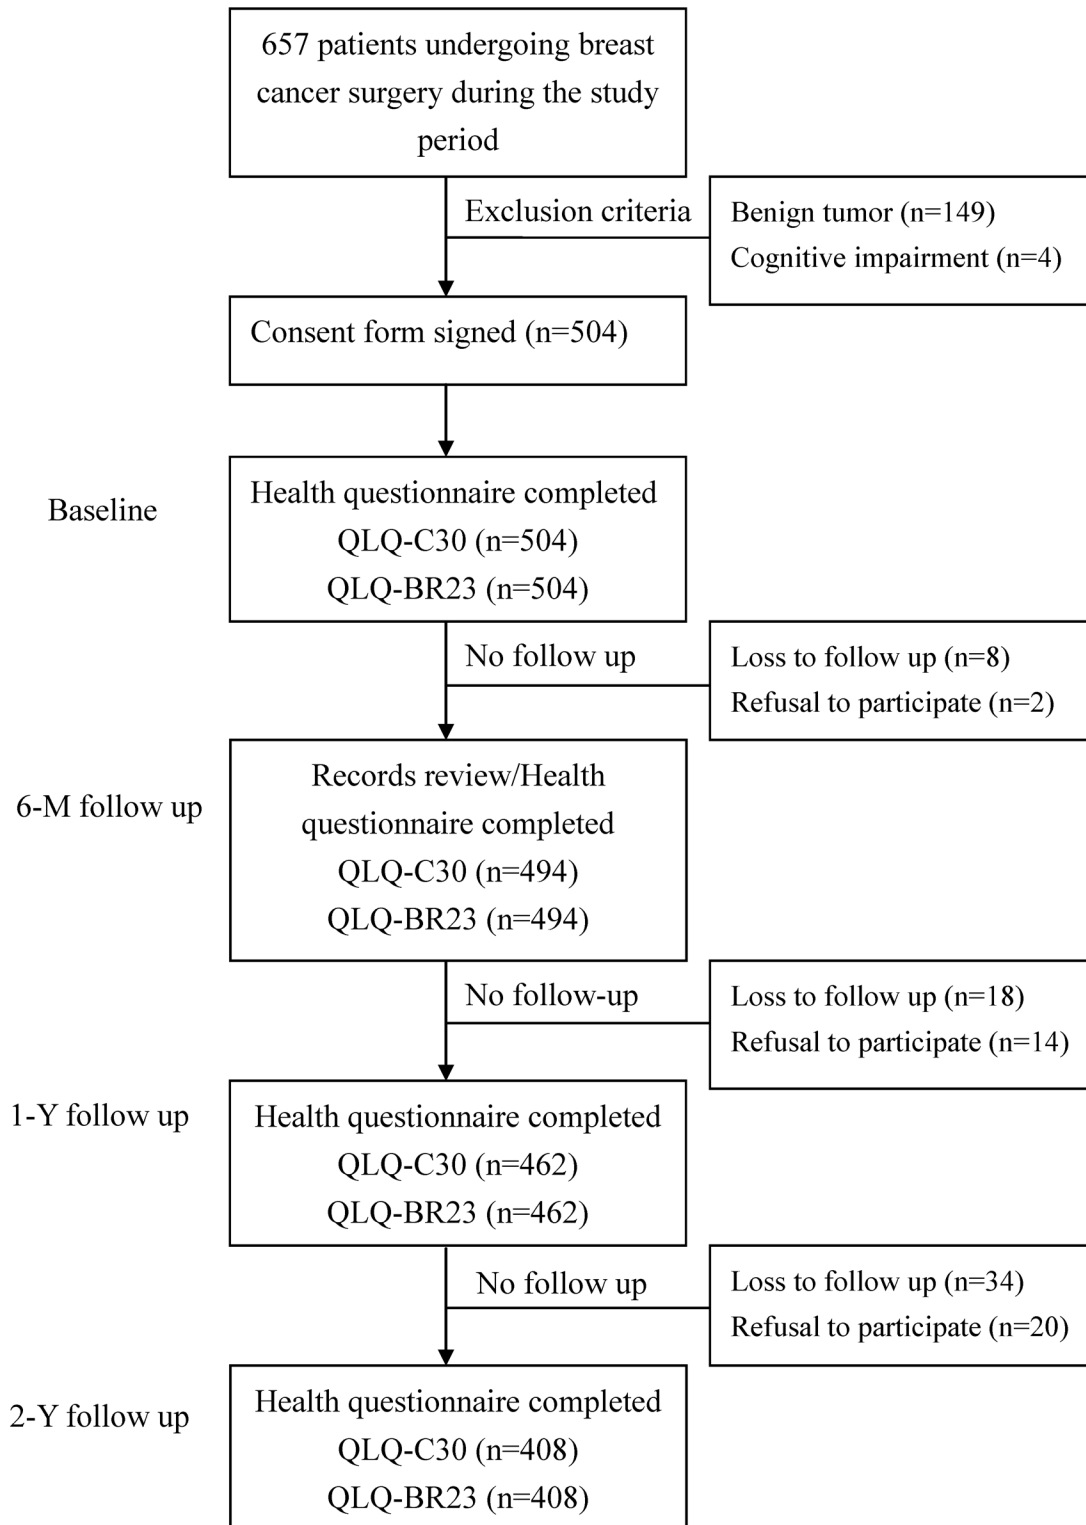 657 patients undergoing breast
cancer surgery during the study
period
Exclusion criteria
Benign tumor (n=149)
Cognitive impairment (n=4)
Consent form signed (n=504)
Baseline
Health questionnaire completed
QLQ-C30 (n=504)
QLQ-BR23 (n=504)
No follow up
Loss to follow up (n=8)
Refusal to participate (n=2)
6-M follow up
Records review/Health
questionnaire completed
QLQ-C30 (n=494)
QLQ-BR23 (n=494)
No follow-up
Loss to follow up (n=18)
Refusal to participate (n=14)
1-Y follow up
Health questionnaire completed
QLQ-C30 (n=462)
QLQ-BR23 (n=462)
No follow up
Loss to follow up (n=34)
Refusal to participate (n=20)
2-Y follow up
Health questionnaire completed
QLQ-C30 (n=408)
QLQ-BR23 (n=408)